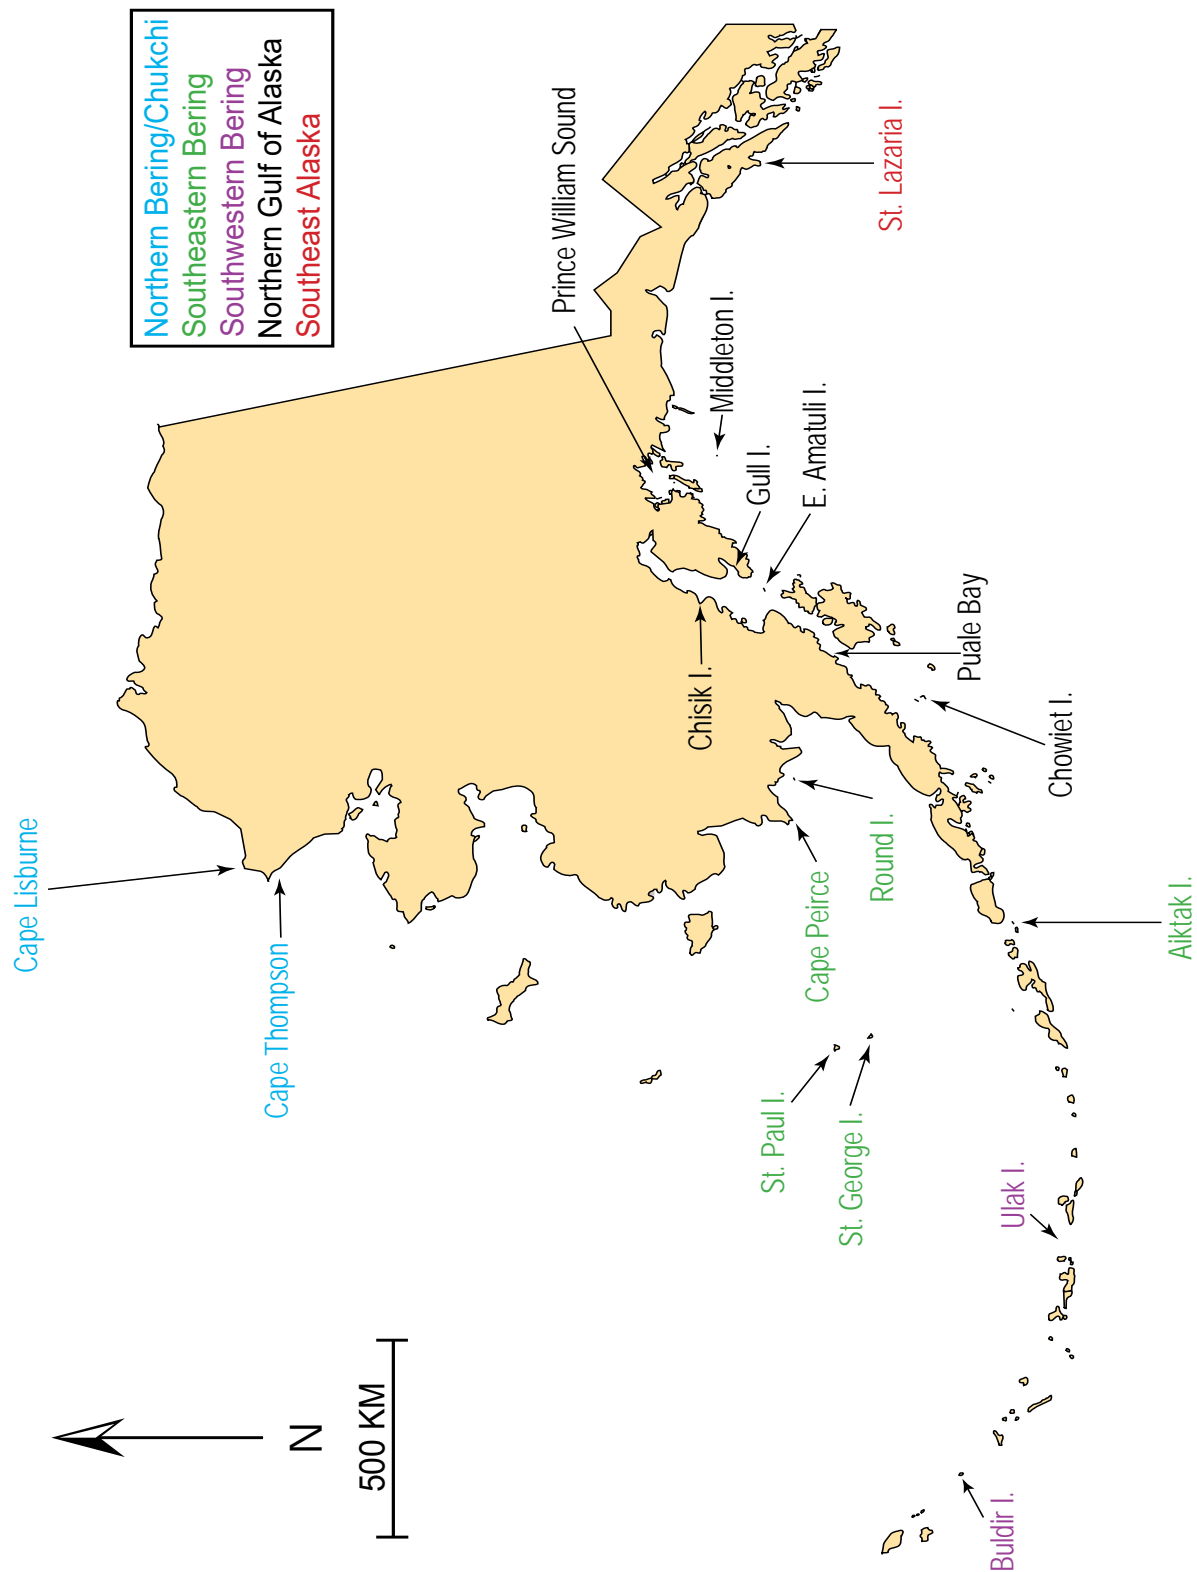 Northern Bering/Chukchi
Southeastern Bering
Southwestern Bering
Northern Gulf of Alaska
Southeast Alaska
Cape Lisburne
Cape Thompson
Prince William Sound
Middleton I.
Gull I.
E. Amatuli I.
St. Lazaria I.
Chisik I.
Puale Bay
Chowiet I.
Round I.
Cape Peirce
Aiktak I.
St. Paul I.
St. George I.
Ulak I.
Buldir I.
N
500 KM